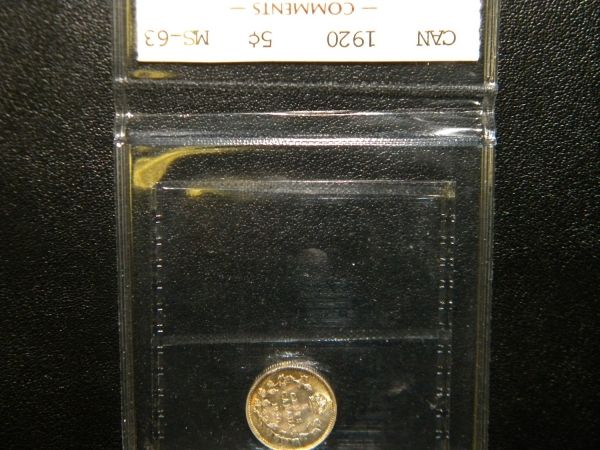 CAN 1920 5¢ MS-63
— COMMENTS —